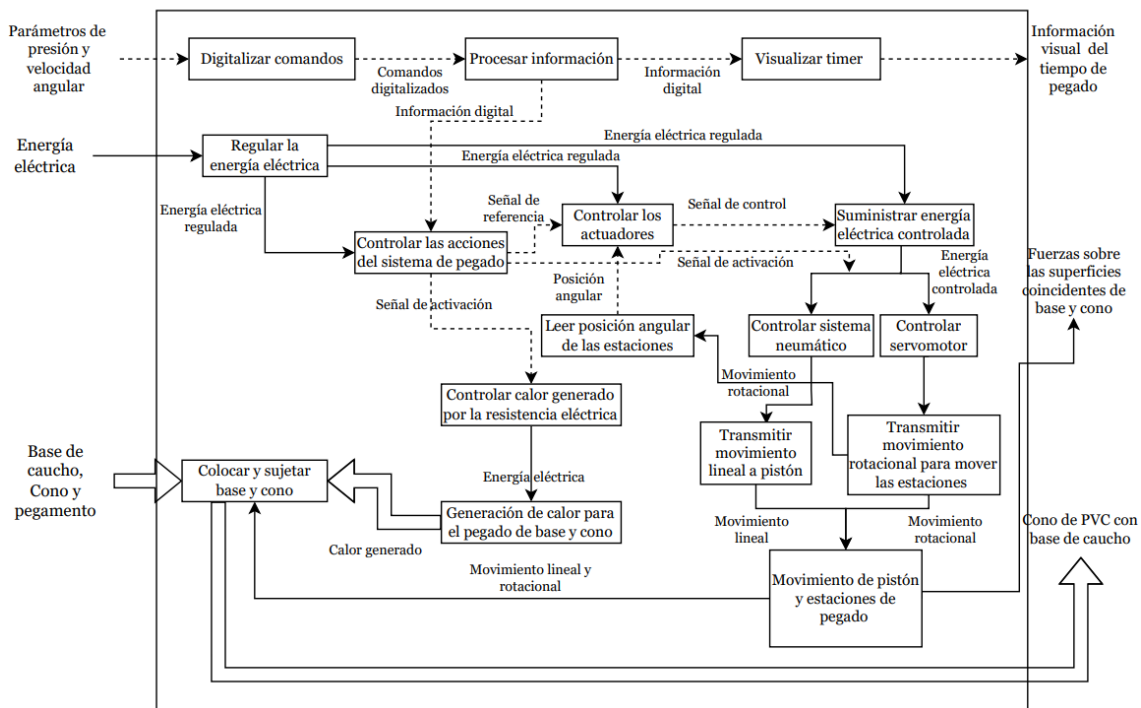 Parámetros de
presión y
velocidad
angular
Digitalizar comandos
Comandos
digitalizados
Procesar información
Información
digital
Visualizar timer
Información
visual del
tiempo de
pegado
Información digital
Energía
eléctrica
Regular la
energía eléctrica
Energía eléctrica regulada
Energía eléctrica regulada
Energía eléctrica
regulada
Controlar las acciones
del sistema de pegado
Señal de
referencia
Controlar los
actuadores
Señal de control
Suministrar energía
eléctrica controlada
Señal de activación
Energía
eléctrica
controlada
Fuerzas sobre
las superficies
coincidentes de
base y cono
Señal de activación
Posición
angular
Leer posición angular
de las estaciones
Controlar sistema
neumático
Controlar
servomotor
Movimiento
rotacional
Controlar calor generado
por la resistencia eléctrica
Transmitir
movimiento
lineal a pistón
Transmitir
movimiento
rotacional para mover
las estaciones
Base de
caucho,
Cono y
pegamento
Colocar y sujetar
base y cono
Energía eléctrica
Generación de calor para
el pegado de base y cono
Calor generado
Movimiento
lineal
Movimiento
rotacional
Cono de PVC con
base de caucho
Movimiento lineal y
rotacional
Movimiento de pistón
y estaciones de
pegado